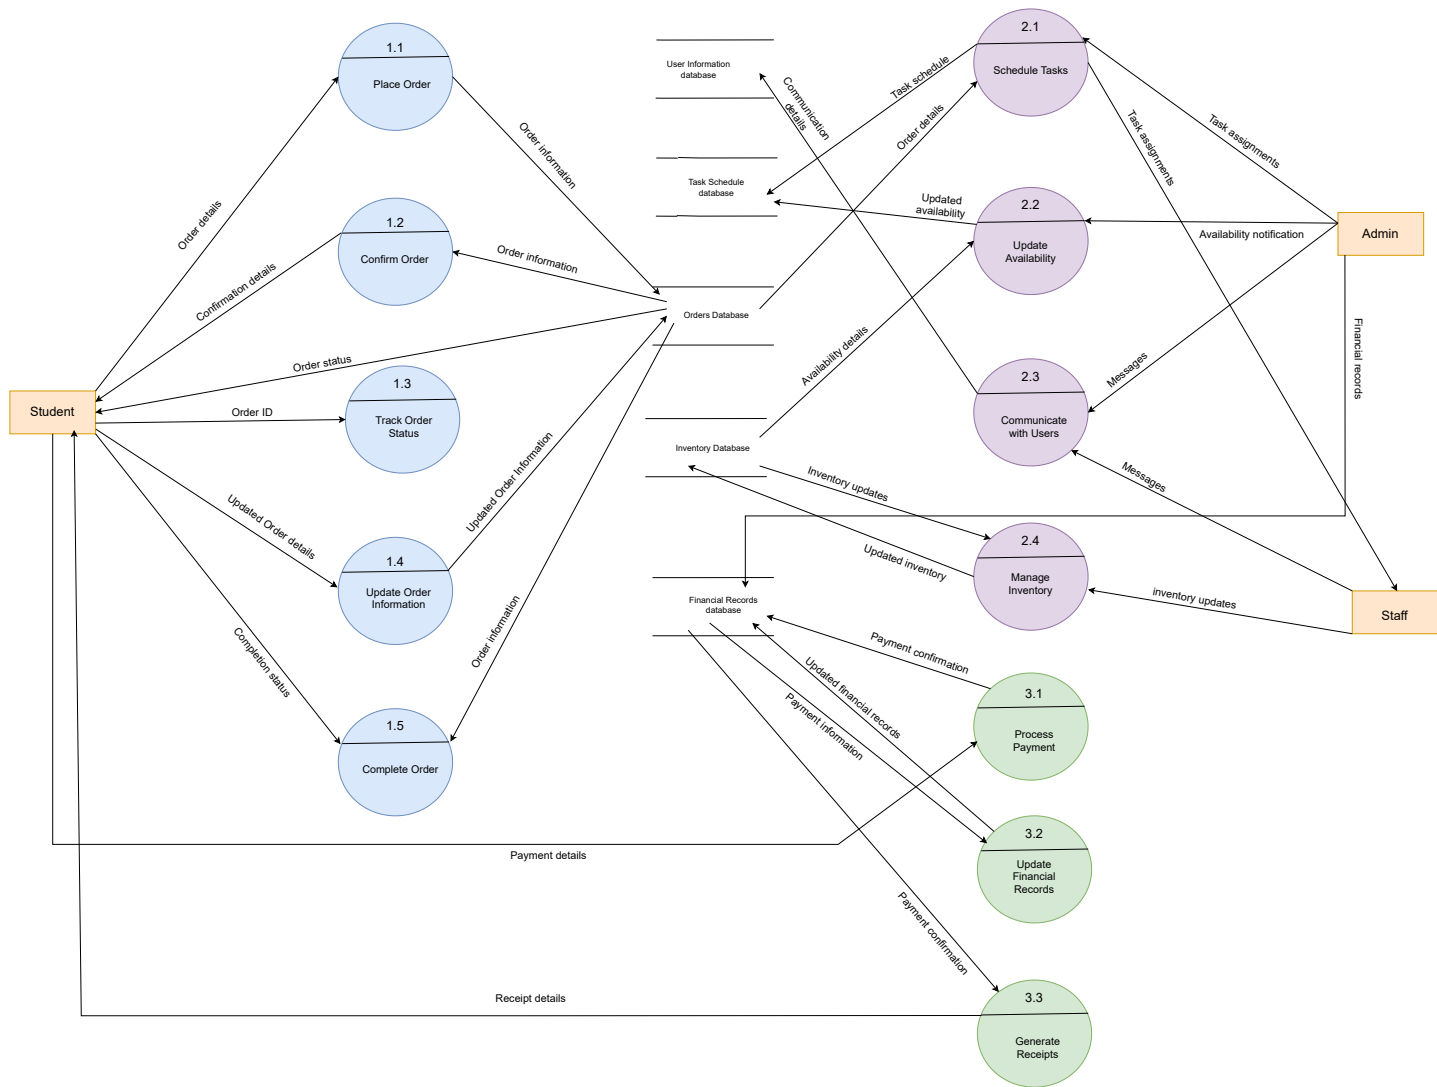 1.1
Place Order
User Information
database
2.1
Schedule Tasks
Task schedule
Communication
details
Order details
Task assignments
Task assignments
Order information
Order details
Task Schedule
database
1.2
Confirm Order
Updated
availability
2.2
Update
Availability
Availability notification
Admin
Order information
Confirmation details
Orders Database
Order status
Availability details
Financial records
Student
Order ID
1.3
Track Order
Status
2.3
Communicate
with Users
Messages
Inventory Database
Updated Order Information
Inventory updates
Messages
Updated Order details
1.4
Update Order
Information
Updated inventory
2.4
Manage
Inventory
inventory updates
Staff
Financial Records
database
Completion status
Order information
Payment confirmation
Updated financial records
Payment information
3.1
Process
Payment
1.5
Complete Order
Payment details
3.2
Update
Financial
Records
Payment confirmation
Receipt details
3.3
Generate
Receipts